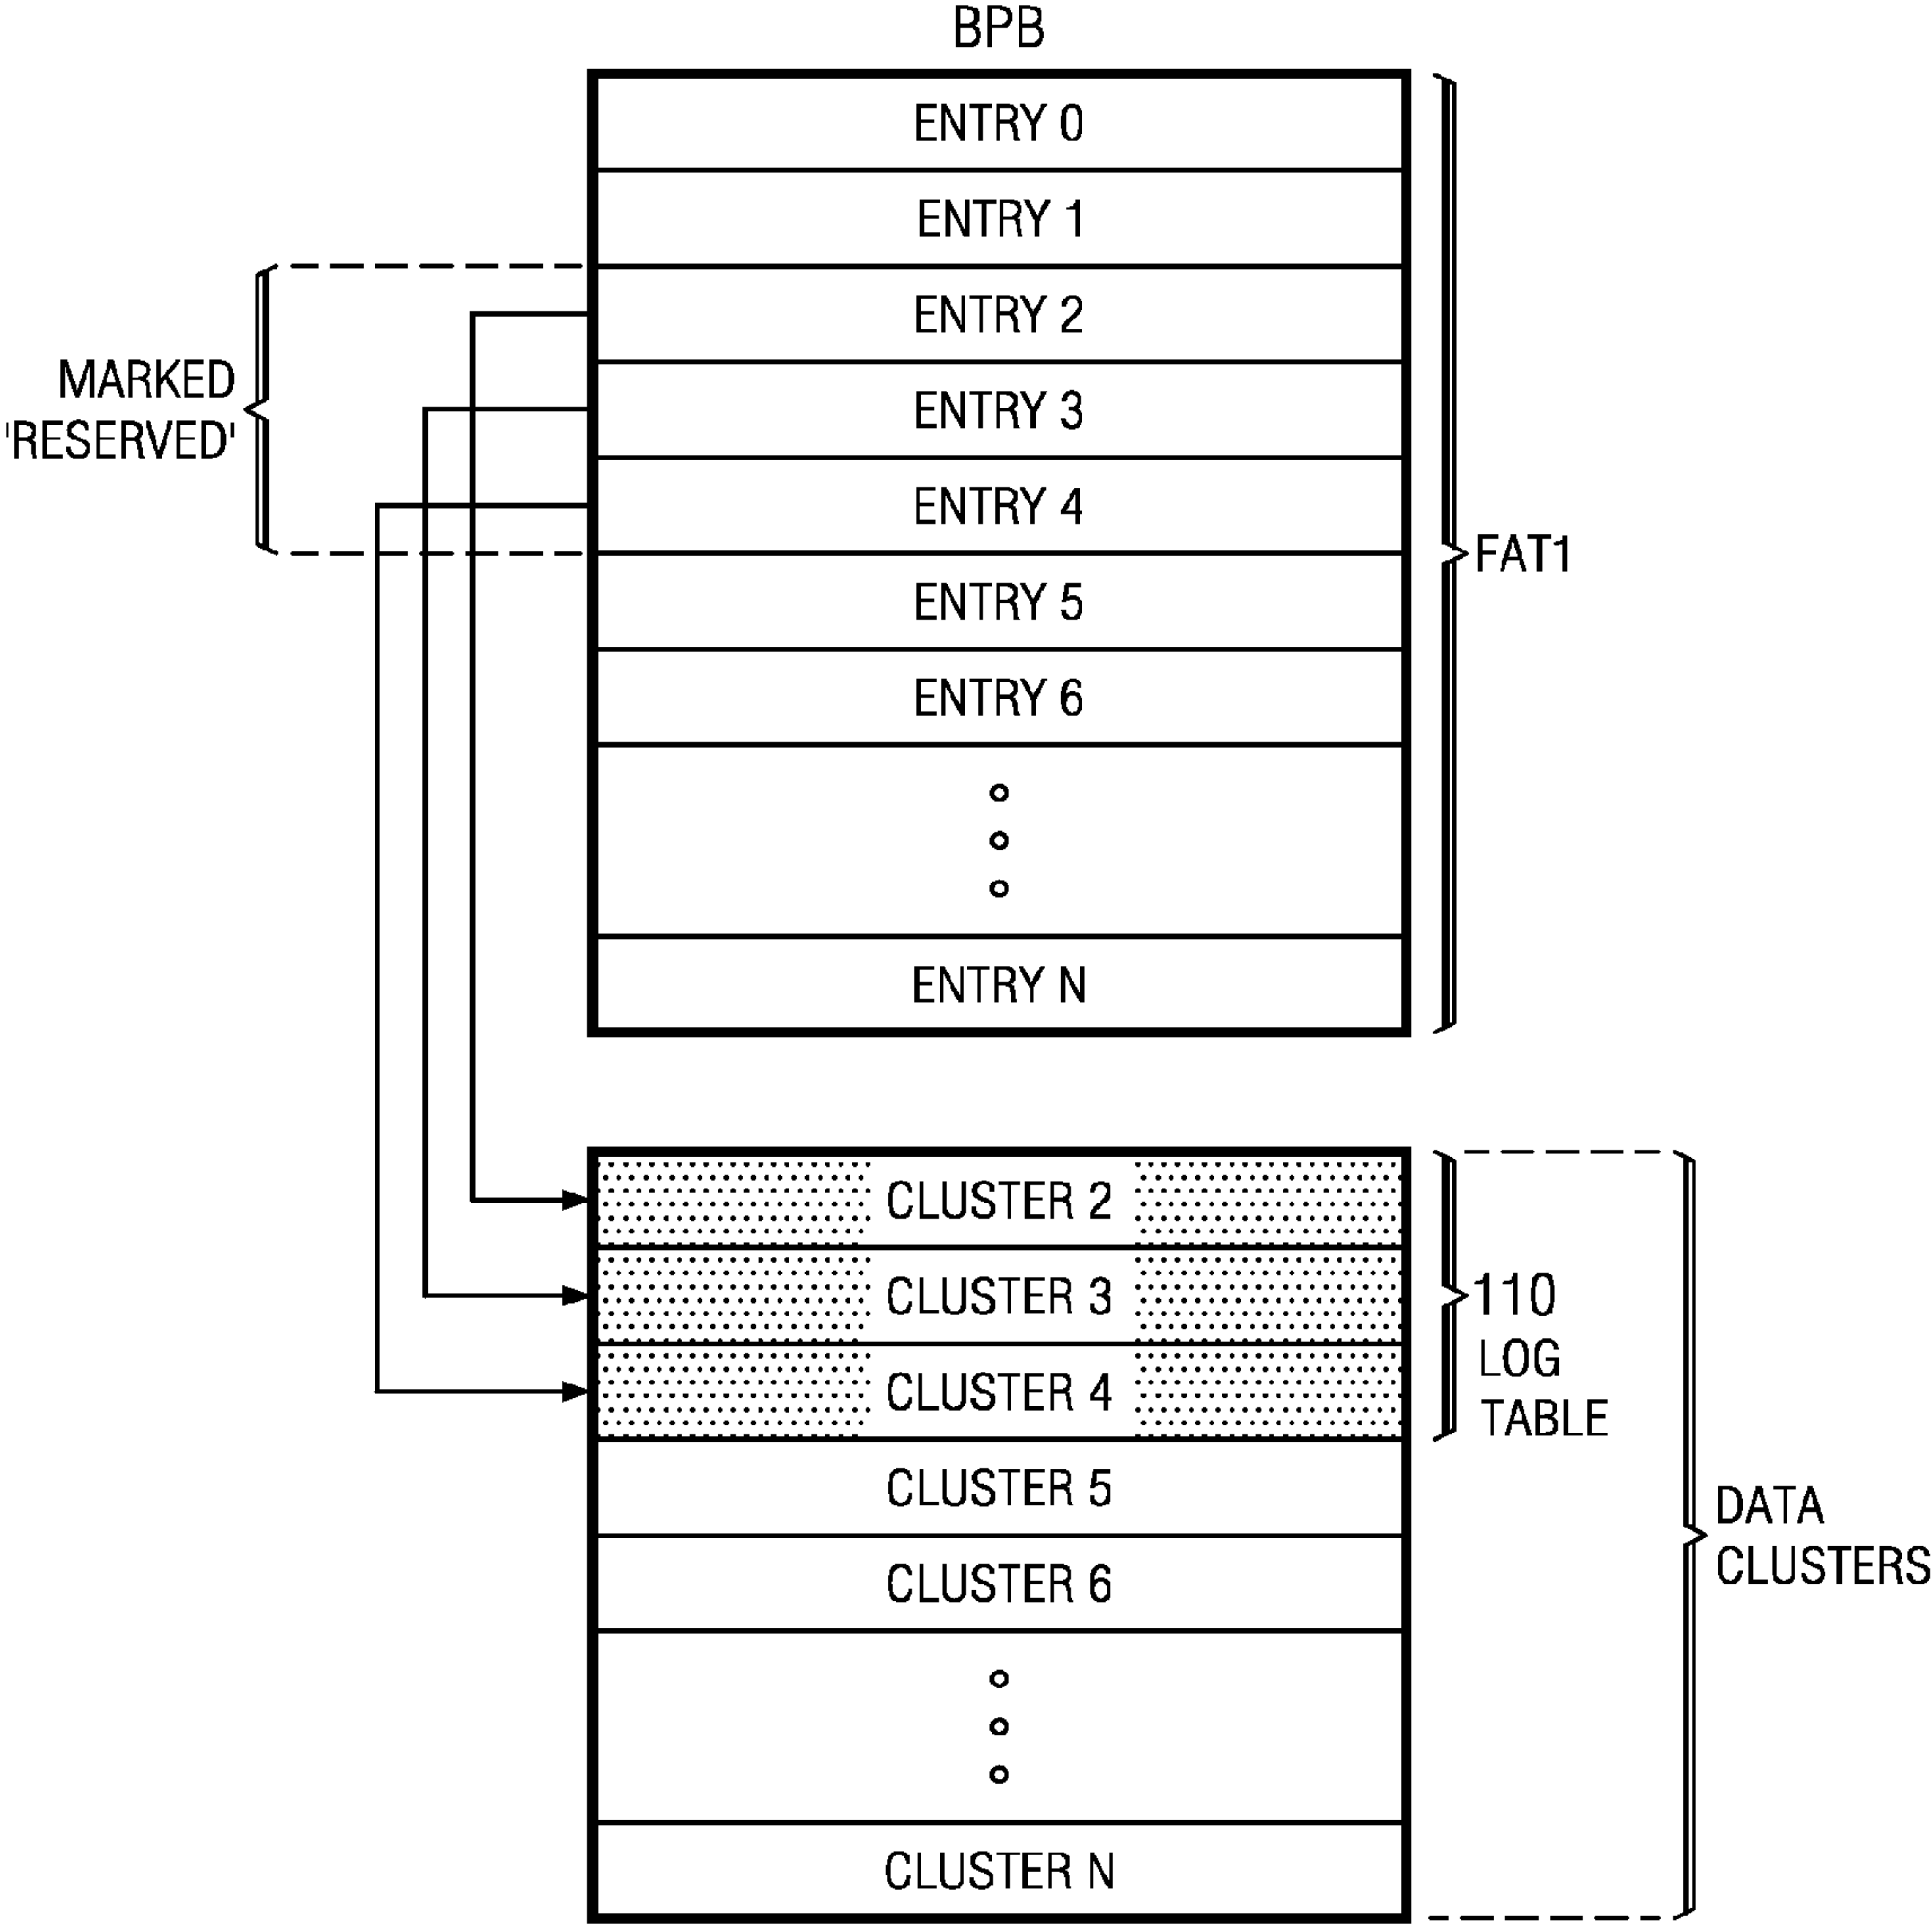 BPB
ENTRY 0
ENTRY 1
ENTRY 2
ENTRY 3
ENTRY 4
ENTRY 5
ENTRY 6
ENTRY N
MARKED
'RESERVED'
FAT1
CLUSTER 2
CLUSTER 3
CLUSTER 4
CLUSTER 5
CLUSTER 6
CLUSTER N
110
LOG
TABLE
DATA
CLUSTERS